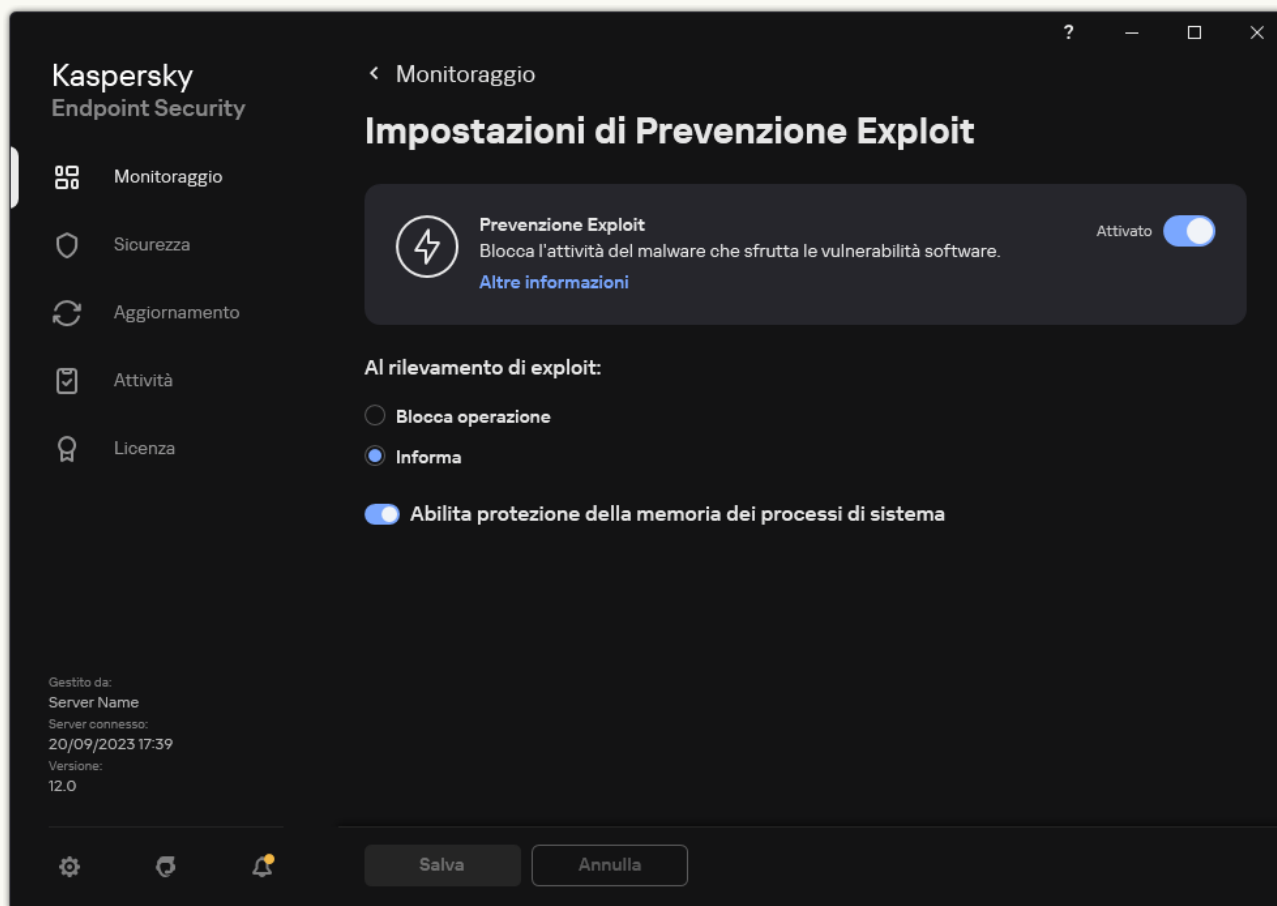 ?
Kaspersky
Endpoint Security
Monitoraggio
Sicurezza
Aggiornamento
Attività
Licenza
Gestito da:
Server Name
Server connesso:
20/09/2023 17:39
Versione:
12.0
Monitoraggio
Impostazioni di Prevenzione Exploit
Prevenzione Exploit
Blocca l'attività del malware che sfrutta le vulnerabilità software.
Altre informazioni
Attivato
Al rilevamento di exploit:
Blocca operazione
Informa
Abilita protezione della memoria dei processi di sistema
Salva
Annulla